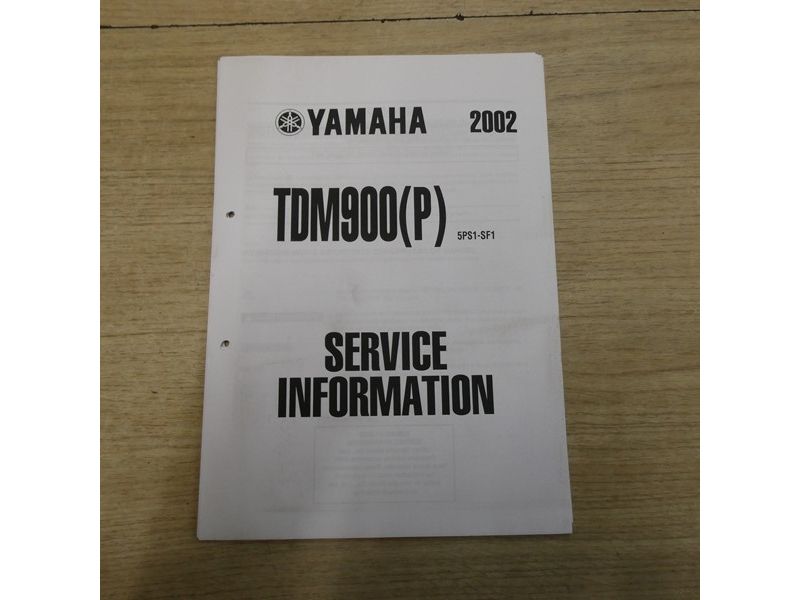 YAMAHA 2002
TDM900(P) 5PS1-SF1
SERVICE
INFORMATION